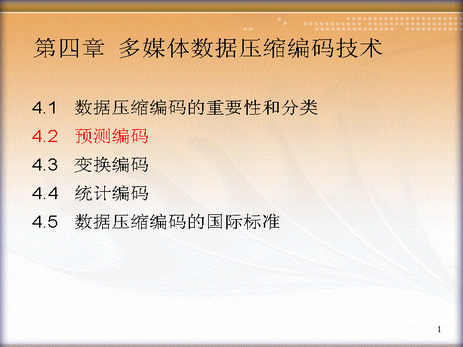 第四章 多媒体数据压缩编码技术
4.1 数据压缩编码的重要性和分类
4.2 预测编码
4.3 变换编码
4.4 统计编码
4.5 数据压缩编码的国际标准
1